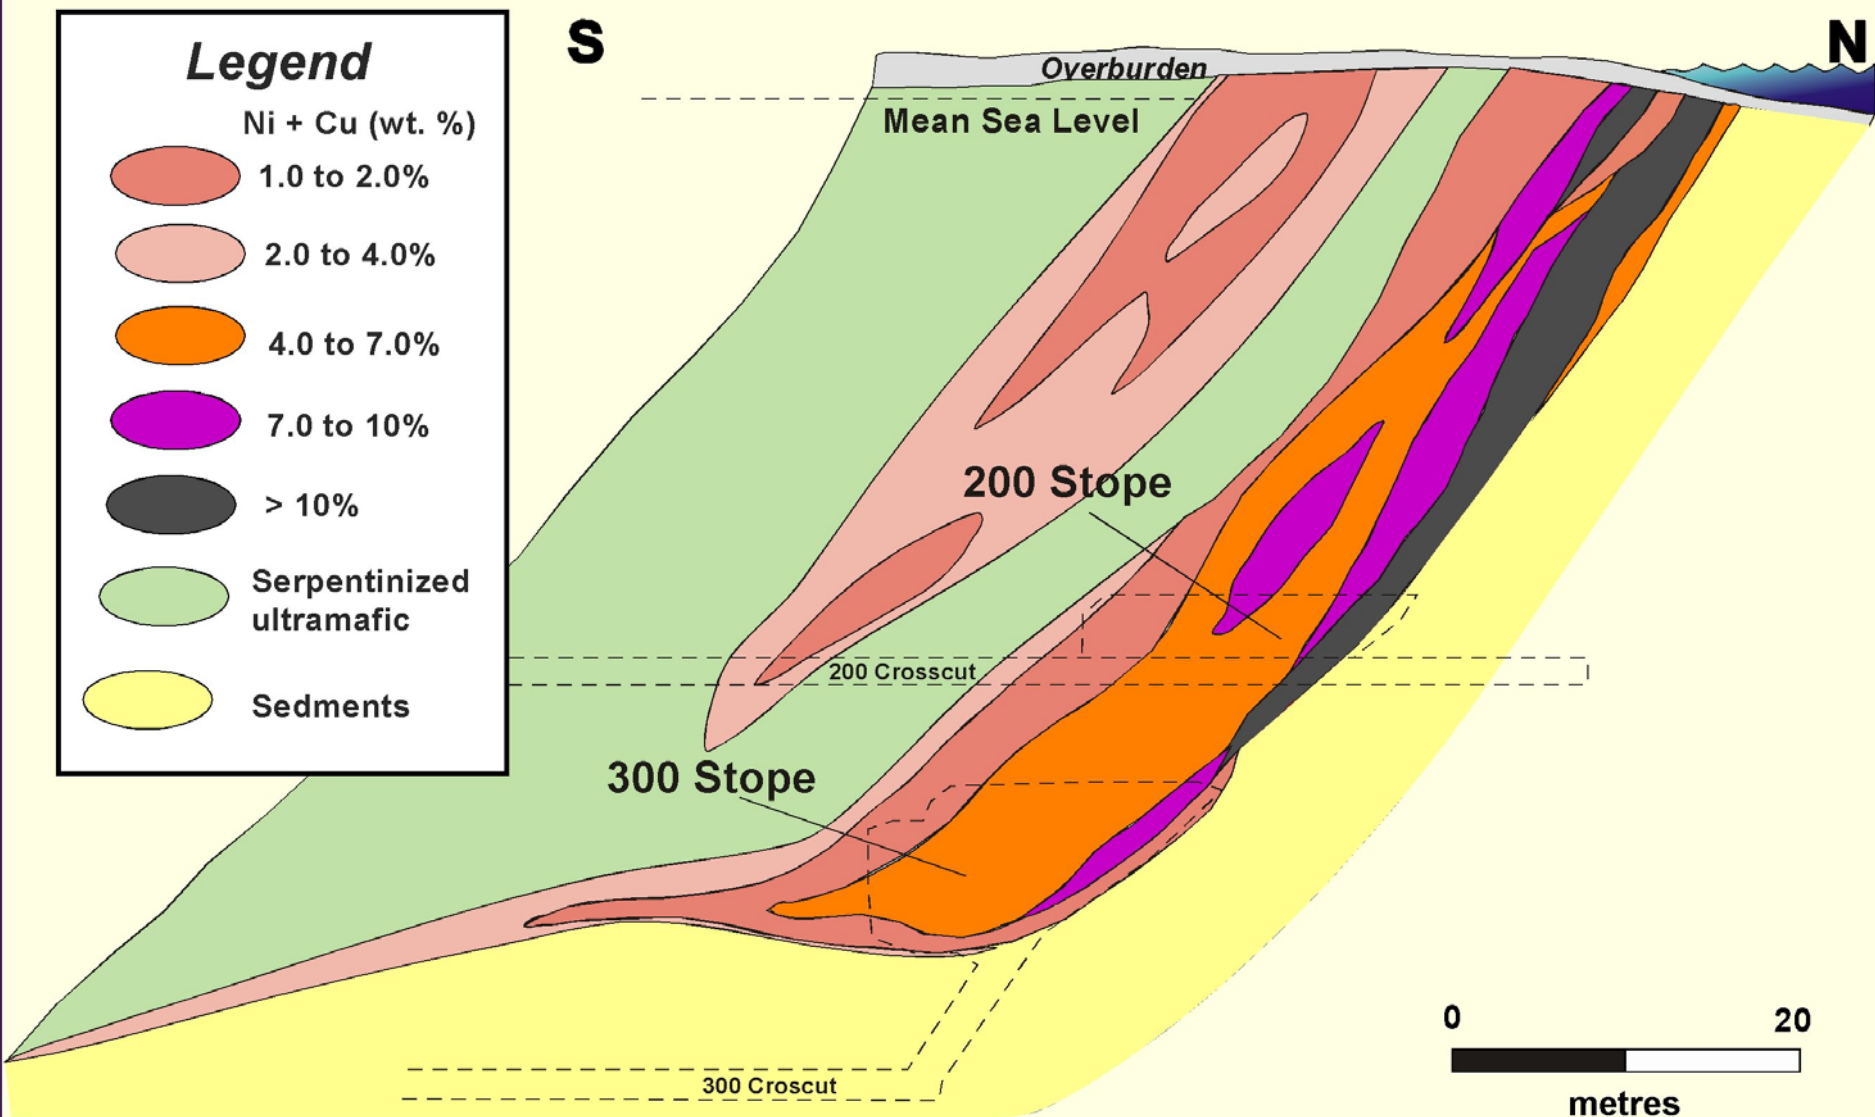 Legend
Ni + Cu (wt. %)
1.0 to 2.0%
2.0 to 4.0%
4.0 to 7.0%
7.0 to 10%
> 10%
Serpentinized
ultramafic
Sedments
S
N
Overburden
Mean Sea Level
200 Stope
200 Crosscut
300 Stope
300 Croscut
0 20
metres